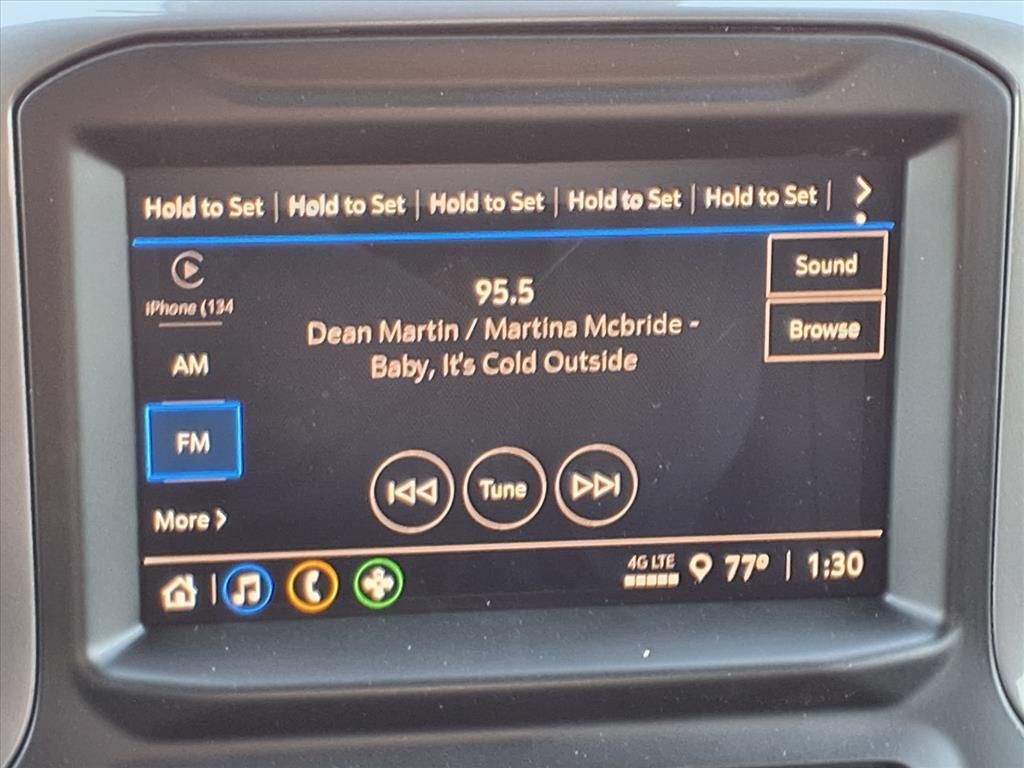 Hold to Set | Hold to Set | Hold to Set | Hold to Set | Hold to Set |
iPhone (134
AM
FM
More
95.5
Dean Martin / Martina Mcbride -
Baby, It's Cold Outside
Sound
Browse
Tune
4G LTE
77° | 1:30